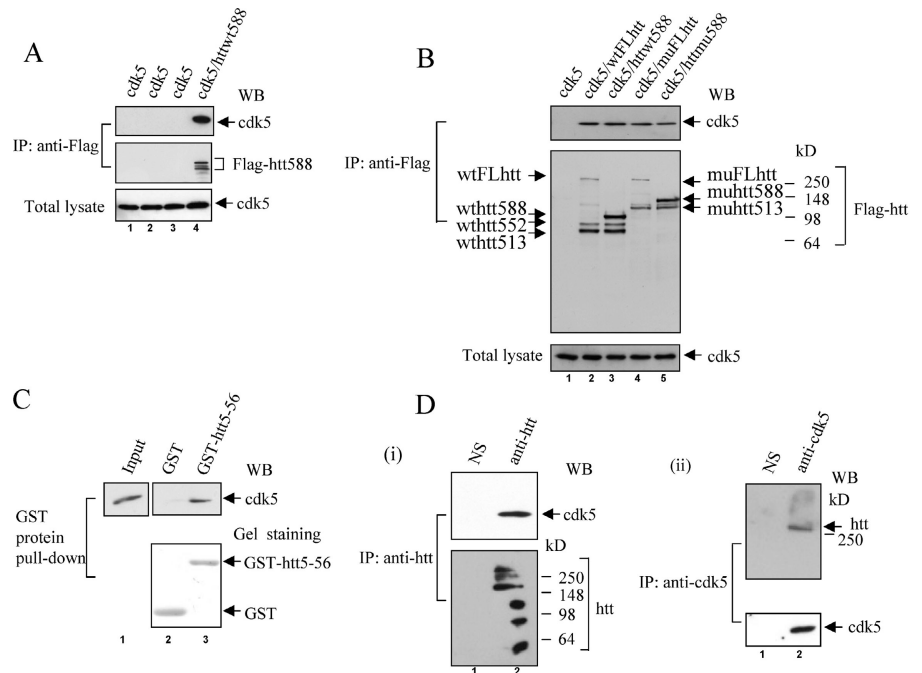 A
cdk5
cdk5
cdk5
cdk5/httwt588
WB
cdk5
IP: anti-Flag
Flag-htt588
Total lysate
cdk5
1 2 3 4
B
cdk5
cdk5/wtFLhtt
cdk5/httwt588
cdk5/muFLhtt
cdk5/httmu588
WB
cdk5
IP: anti-Flag
kD
wtFLhtt
muFLhtt
250
muhtt588
148
wthtt588
muhtt513
98
Flag-htt
wthtt552
wthtt513
64
Total lysate
cdk5
1 2 3 4 5
C
Input
GST
GST-htt5-56
WB
cdk5
GST
protein
pull-down
Gel staining
GST-htt5-56
GST
1 2 3
D
(i)
NS
anti-htt
WB
cdk5
IP: anti-htt
kD
250
148
98
64
htt
1 2
(ii)
NS
anti-cdk5
WB
kD
htt
250
IP: anti-cdk5
cdk5
1 2